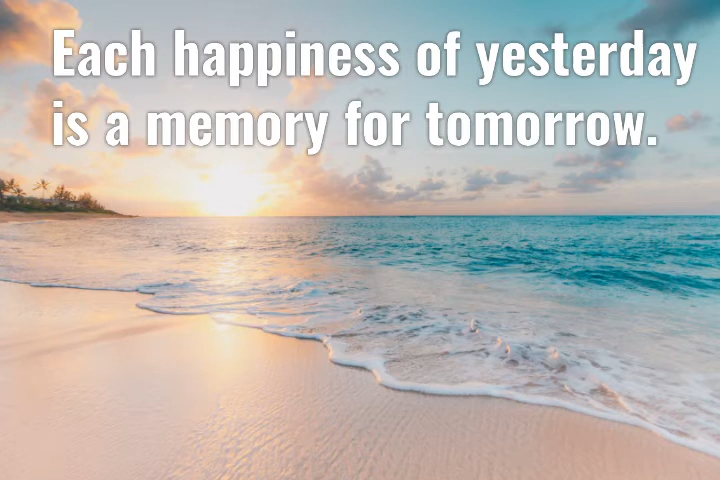 Each happiness of yesterday
is a memory for tomorrow.